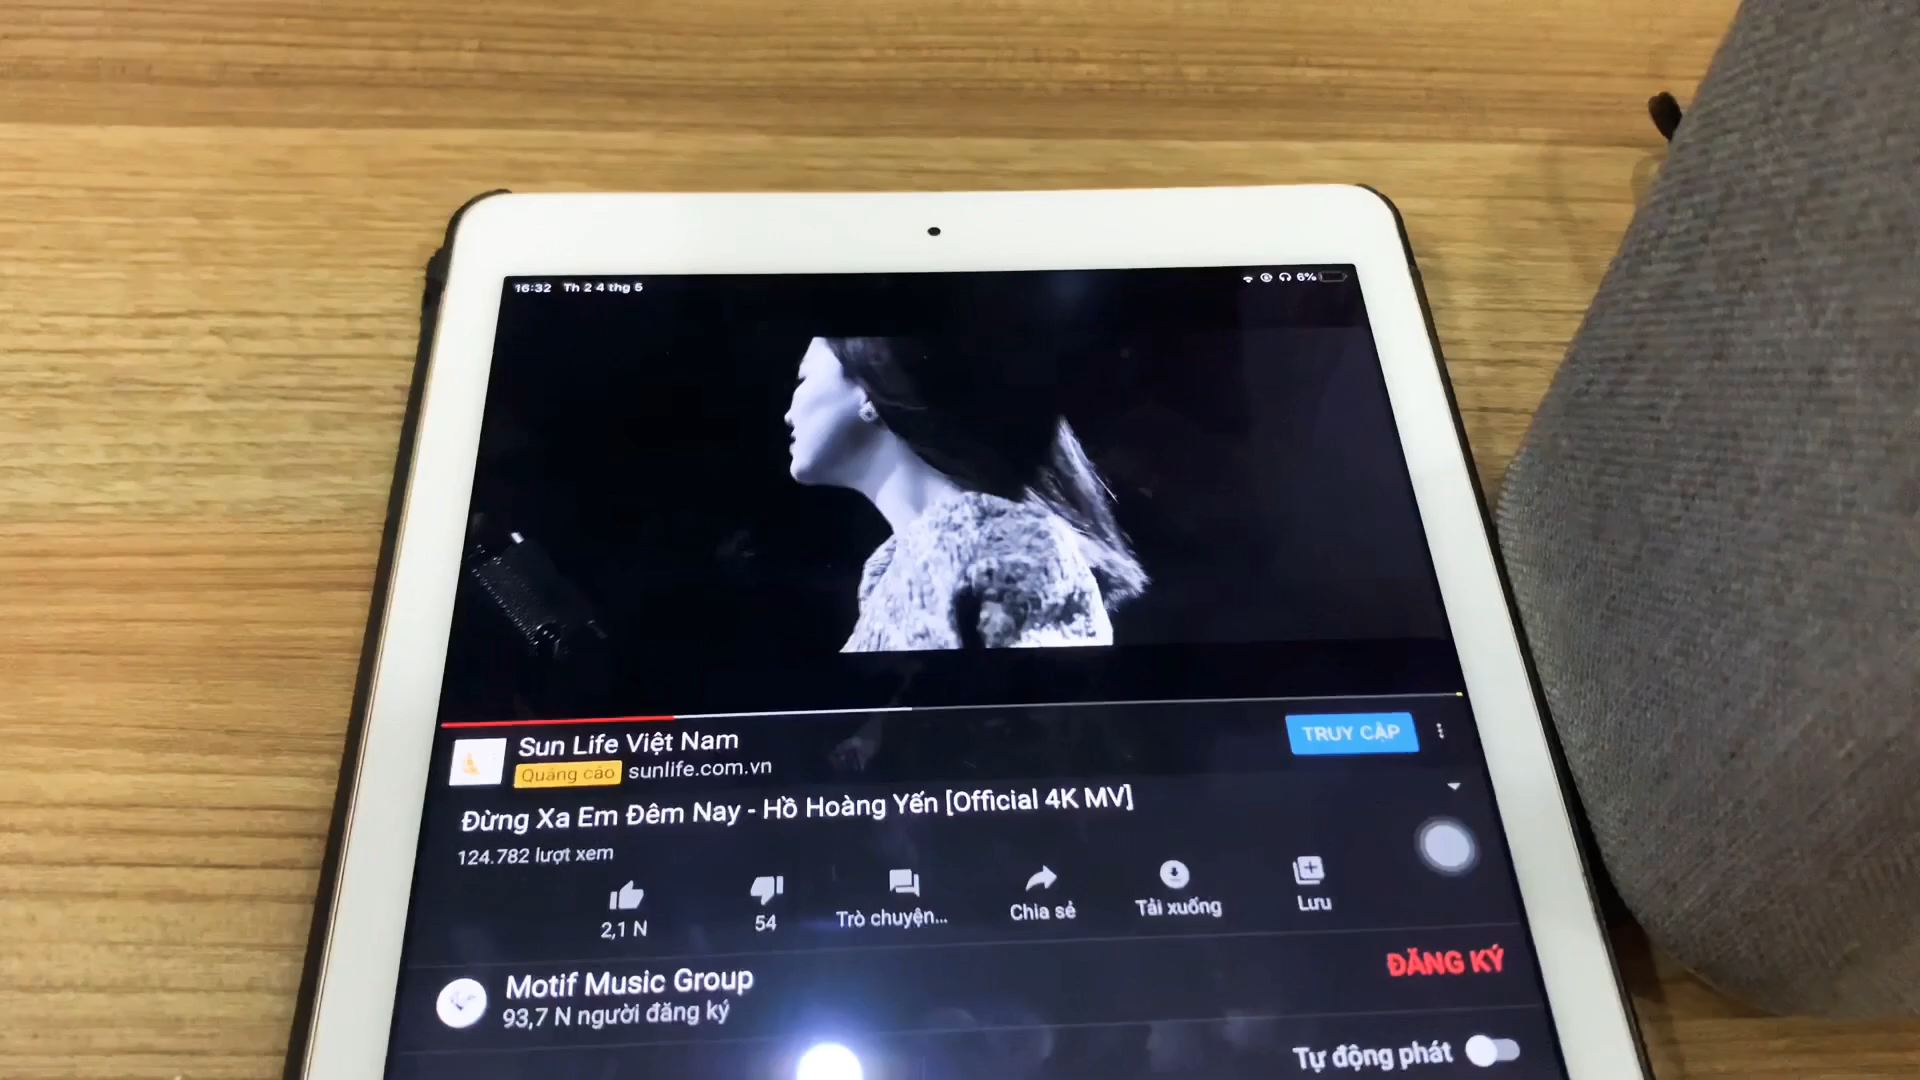 16:32 Th 2 4 thg 5
6%
Sun Life Việt Nam
TRUY CẬP
Quảng cáo sunlife.com.vn
Đừng Xa Em Đêm Nay - Hồ Hoàng Yến [Official 4K MV]
124.782 lượt xem
2,1 N
54
Trò chuyện...
Chia sẻ
Tải xuống
Lưu
Motif Music Group
ĐĂNG KÝ
93,7 N người đăng ký
Tự động phát